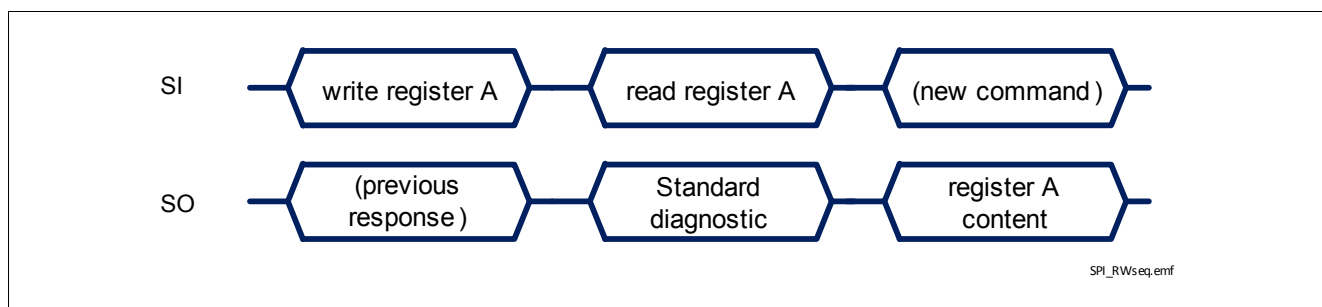 SI
write register A
read register A
(new command)
SO
(previous
response)
Standard
diagnostic
register A
content
SPI_RWseq.emf